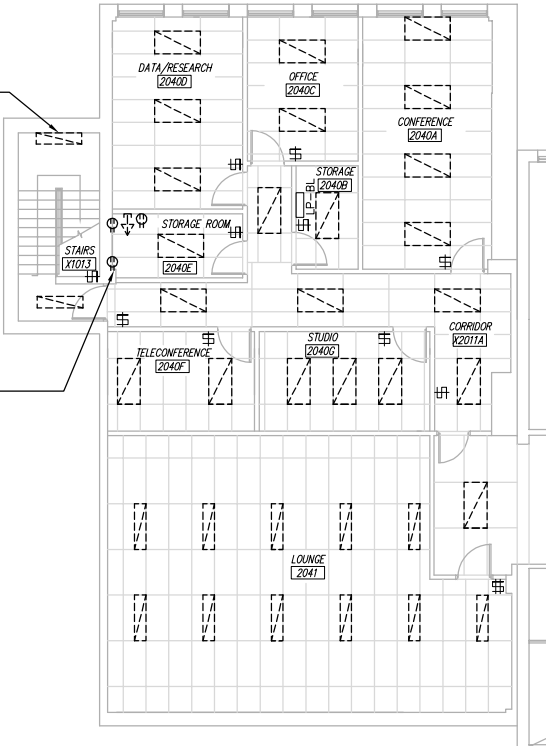 DATA/RESEARCH
2040D
OFFICE
2040C
CONFERENCE
2040A
STORAGE
2040B
LP-BL
STORAGE ROOM
2040E
STAIRS
X1013
CORRIDOR
X2011A
TELECONFERENCE
2040F
STUDIO
2040G
LOUNGE
2041